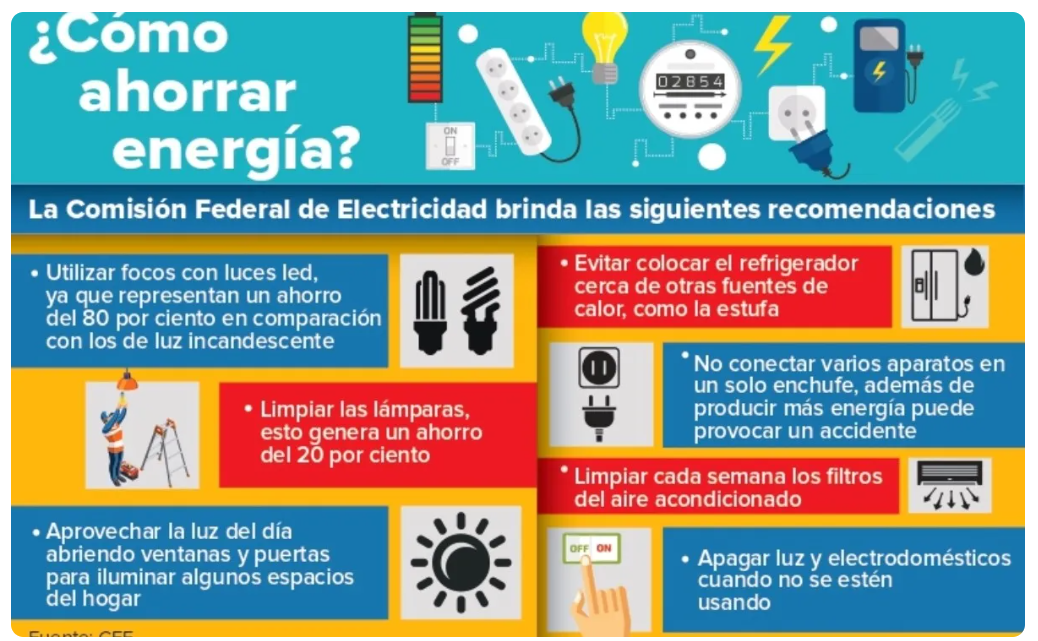 ¿Cómo
ahorrar
energía?
ON
OFF
02854
La Comisión Federal de Electricidad brinda las siguientes recomendaciones
• Utilizar focos con luces led,
ya que representan un ahorro
del 80 por ciento en comparación
con los de luz incandescente
• Limpiar las lámparas,
esto genera un ahorro
del 20 por ciento
• Aprovechar la luz del día
abriendo ventanas y puertas
para iluminar algunos espacios
del hogar
• Evitar colocar el refrigerador
cerca de otras fuentes de
calor, como la estufa
• No conectar varios aparatos en
un solo enchufe, además de
producir más energía puede
provocar un accidente
• Limpiar cada semana los filtros
del aire acondicionado
OFF ON
• Apagar luz y electrodomésticos
cuando no se estén
usando
Fuente: CFE